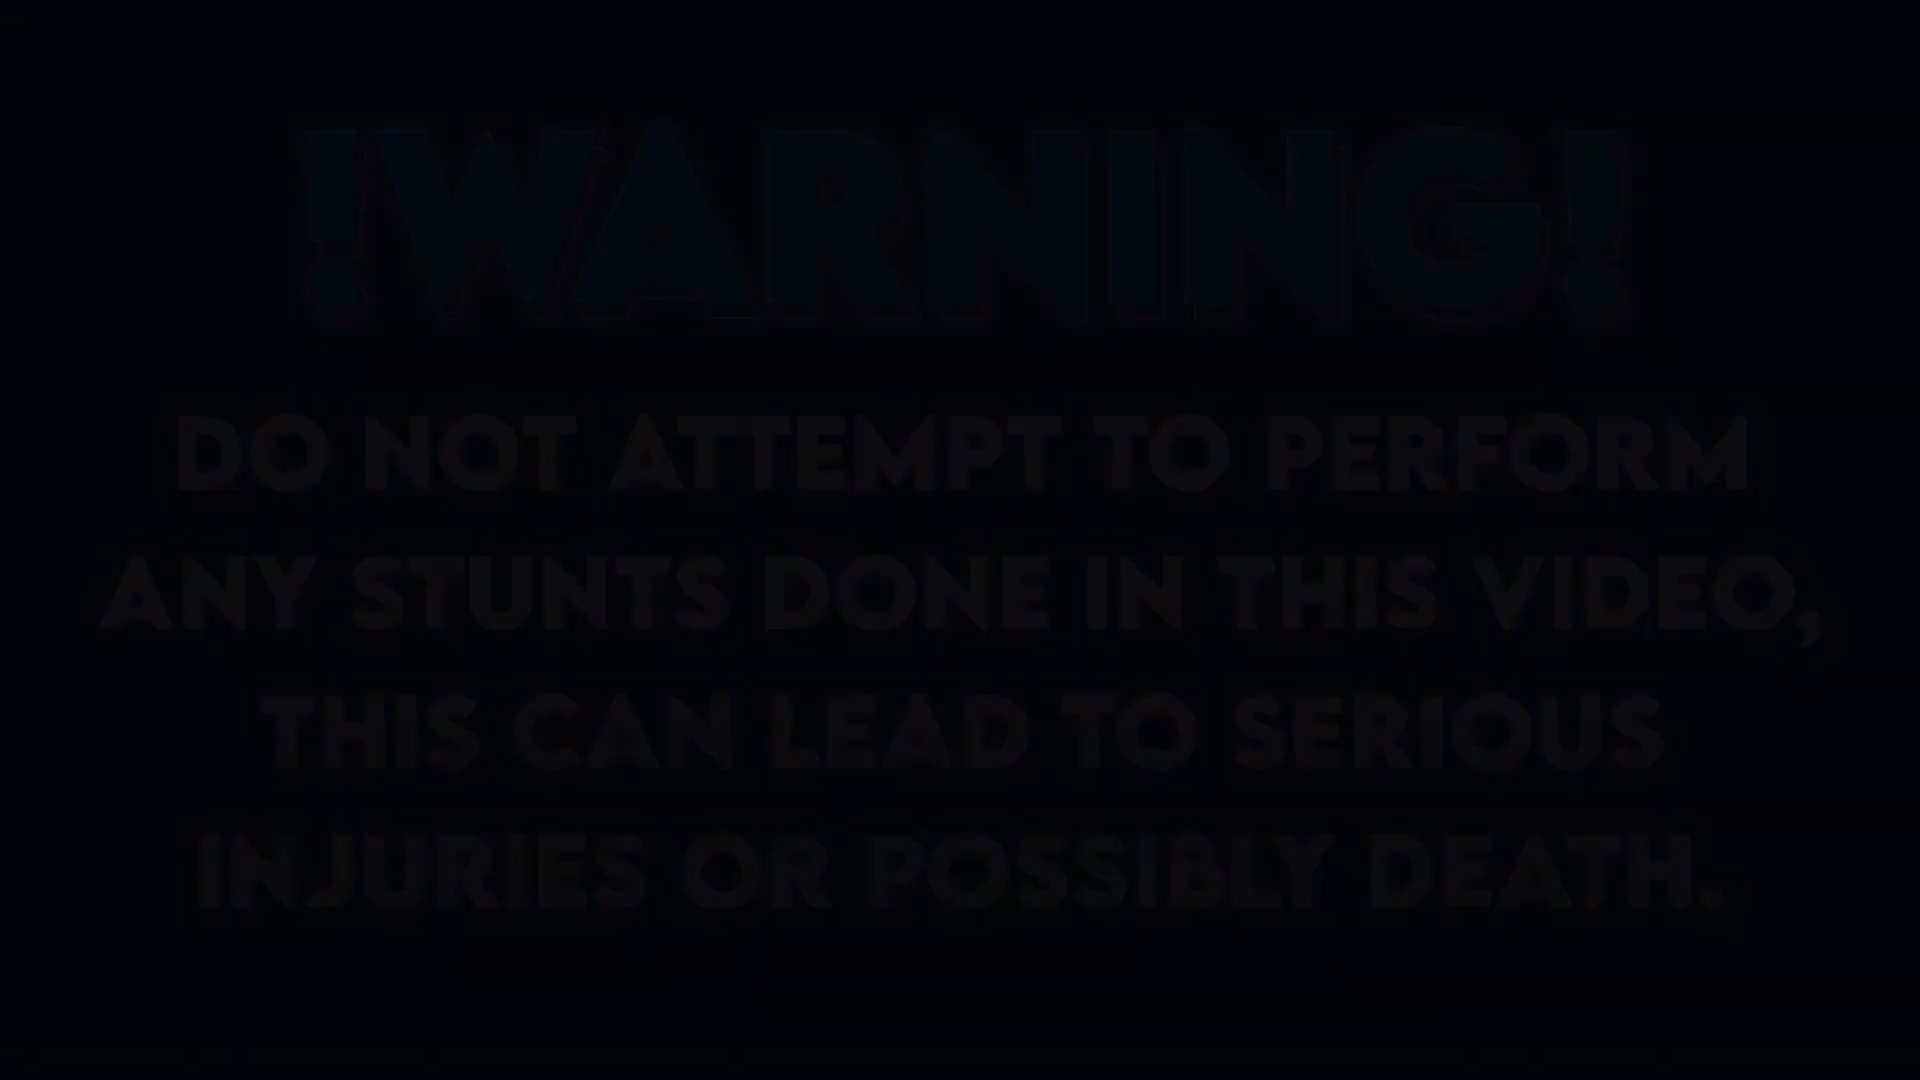 !WARNING!
DO NOT ATTEMPT TO PERFORM
ANY STUNTS DONE IN THIS VIDEO,
THIS CAN LEAD TO SERIOUS
INJURIES OR POSSIBLY DEATH.